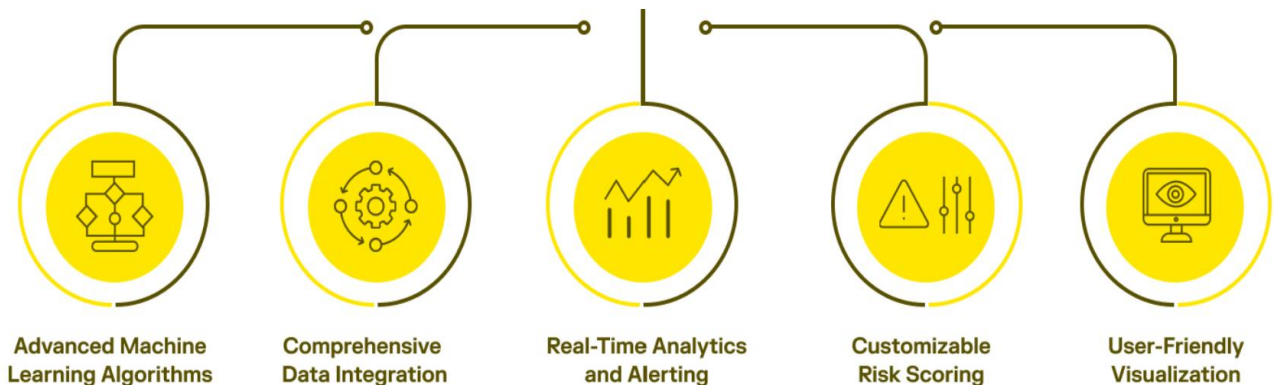 Advanced Machine
Learning Algorithms
Comprehensive
Data Integration
Real-Time Analytics
and Alerting
Customizable
Risk Scoring
User-Friendly
Visualization